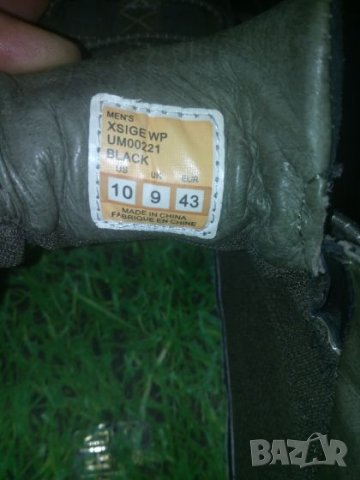 MEN'S
XSIGE WP
UM00221
BLACK
US UK EUR
10 9 43
MADE IN CHINA
FABRIQUE EN CHINE
BAZAR